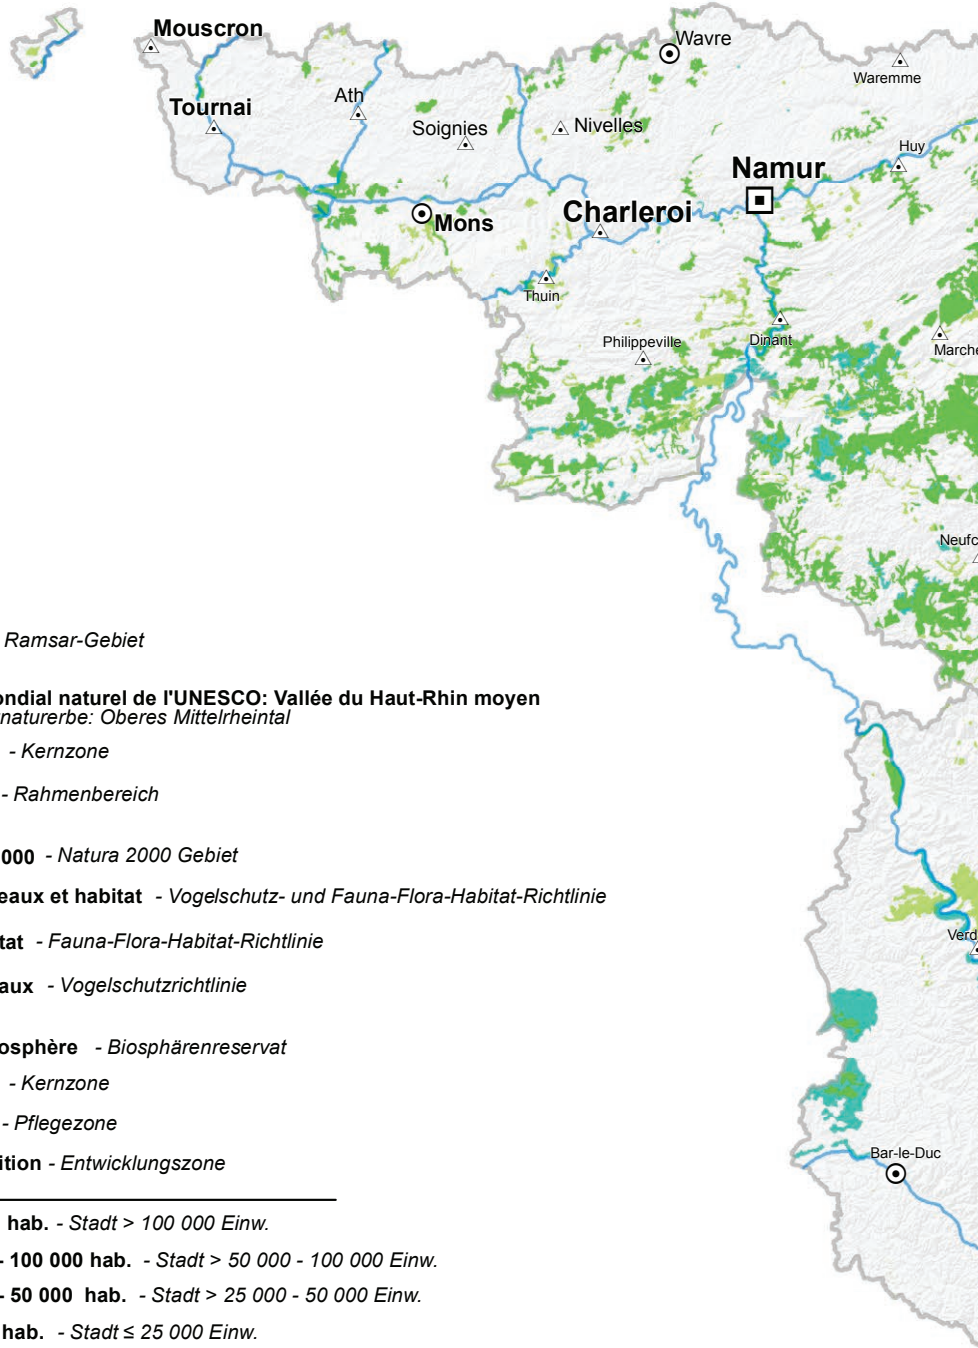 Mouscron
Wavre
Waremme
Tournai
Ath
Soignies
Nivelles
Huy
Namur
Mons
Charleroi
Thuin
Philippeville
Dinant
Marche
Neufc
Ramsar-Gebiet
ondial naturel de l'UNESCO: Vallée du Haut-Rhin moyen
naturerbe: Oberes Mittelrheintal
- Kernzone
- Rahmenbereich
000 - Natura 2000 Gebiet
eaux et habitat - Vogelschutz- und Fauna-Flora-Habitat-Richtlinie
tat - Fauna-Flora-Habitat-Richtlinie
Verd
aux - Vogelschutzrichtlinie
osphère - Biosphärenreservat
- Kernzone
- Pflegezone
ition - Entwicklungszone
Bar-le-Duc
hab. - Stadt > 100 000 Einw.
- 100 000 hab. - Stadt > 50 000 - 100 000 Einw.
- 50 000 hab. - Stadt > 25 000 - 50 000 Einw.
hab. - Stadt ≤ 25 000 Einw.